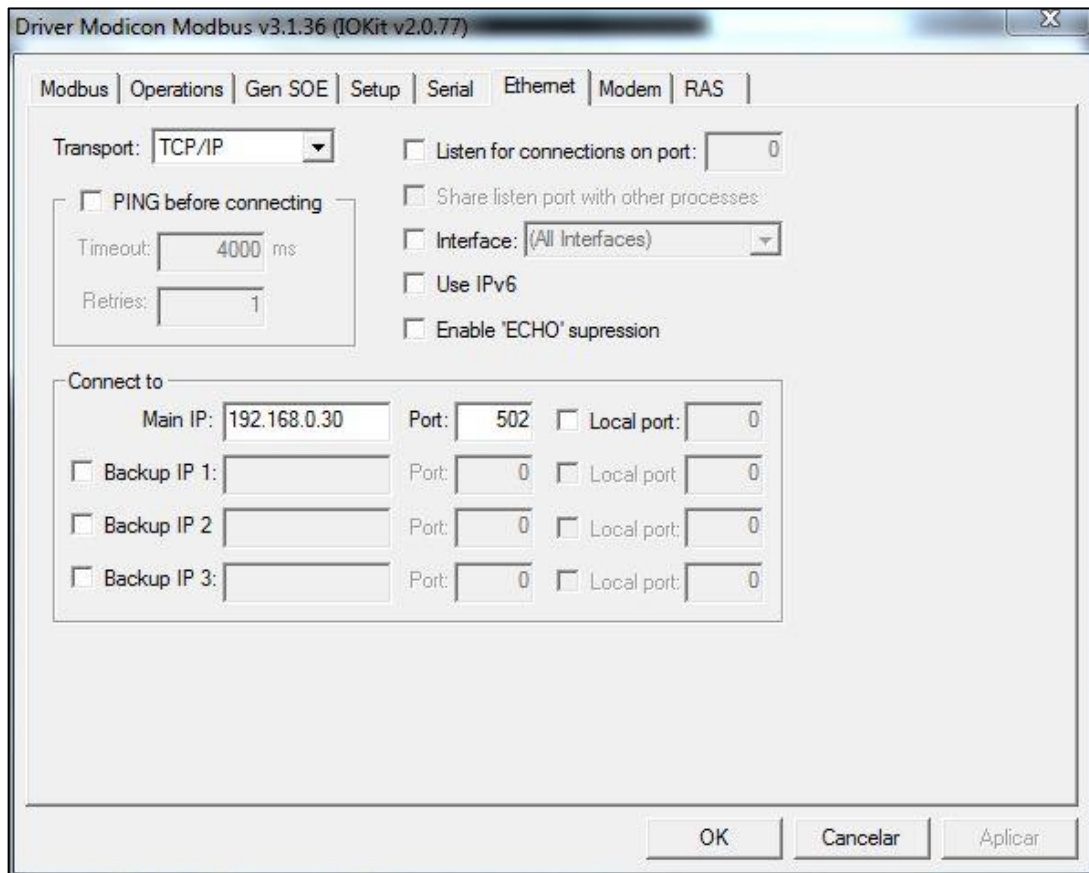 Driver Modicon Modbus v3.1.36 (IOKit v2.0.77)
Modbus Operations Gen SOE Setup Serial Ethernet Modem RAS
Transport: TCP/IP
PING before connecting
Timeout: 4000 ms
Retries: 1
Listen for connections on port: 0
Share listen port with other processes
Interface: (All Interfaces)
Use IPv6
Enable 'ECHO' supression
Connect to
Main IP: 192.168.0.30 Port: 502 Local port: 0
Backup IP 1: Port: 0 Local port 0
Backup IP 2 Port: 0 Local port: 0
Backup IP 3: Port: 0 Local port: 0
OK Cancelar Aplicar